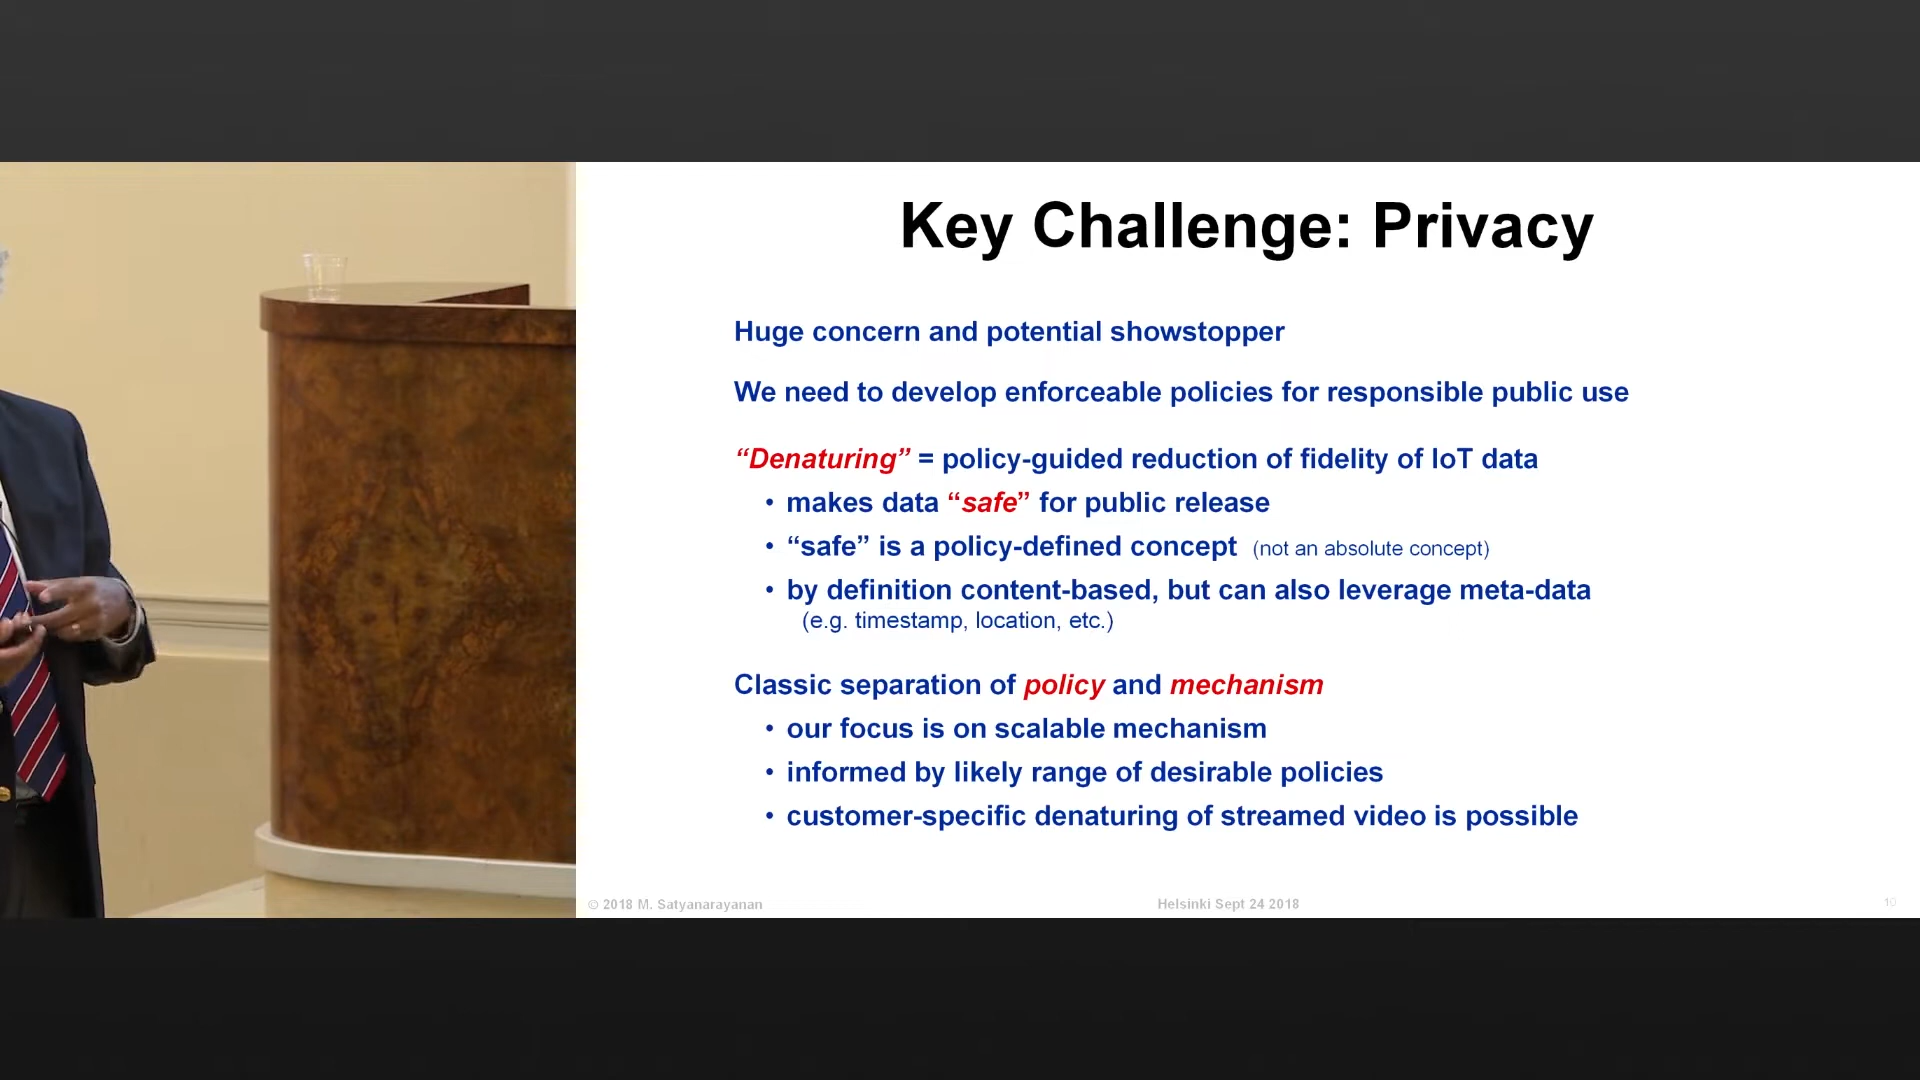 Key Challenge: Privacy
Huge concern and potential showstopper
We need to develop enforceable policies for responsible public use
“Denaturing” = policy-guided reduction of fidelity of IoT data
• makes data “safe” for public release
• “safe” is a policy-defined concept (not an absolute concept)
• by definition content-based, but can also leverage meta-data
(e.g. timestamp, location, etc.)
Classic separation of policy and mechanism
• our focus is on scalable mechanism
• informed by likely range of desirable policies
• customer-specific denaturing of streamed video is possible
© 2018 M. Satyanarayanan
Helsinki Sept 24 2018
10